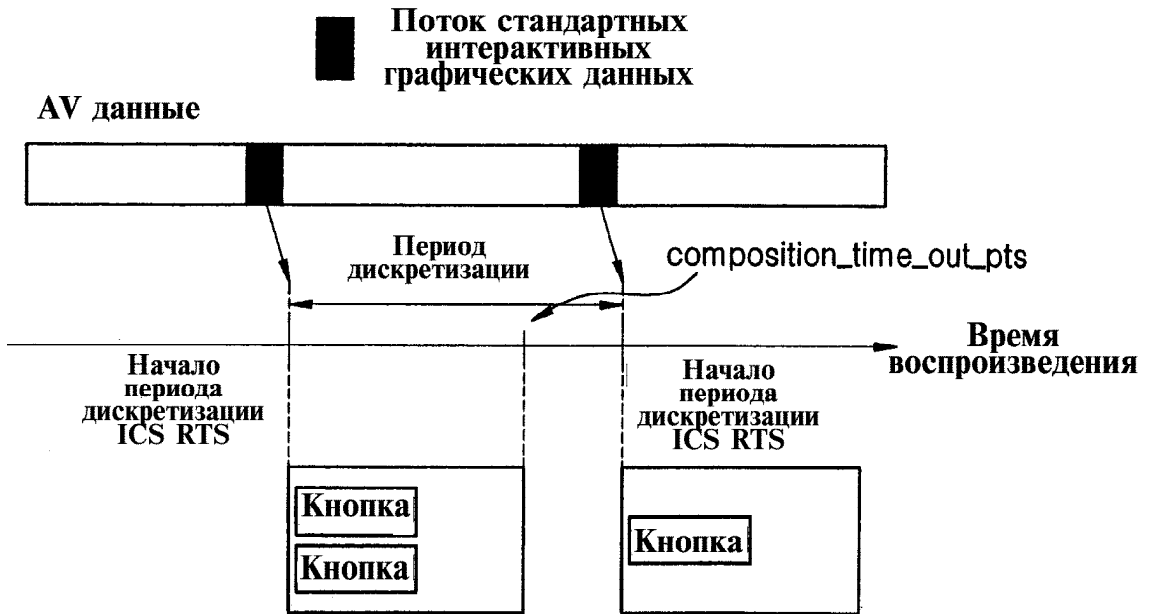 Поток стандартных
интерактивных
графических данных
AV данные
Период
дискретизации
composition_time_out_pts
Время
воспроизведения
Начало
периода
дискретизации
ICS RTS
Начало
периода
дискретизации
ICS RTS
Кнопка
Кнопка
Кнопка